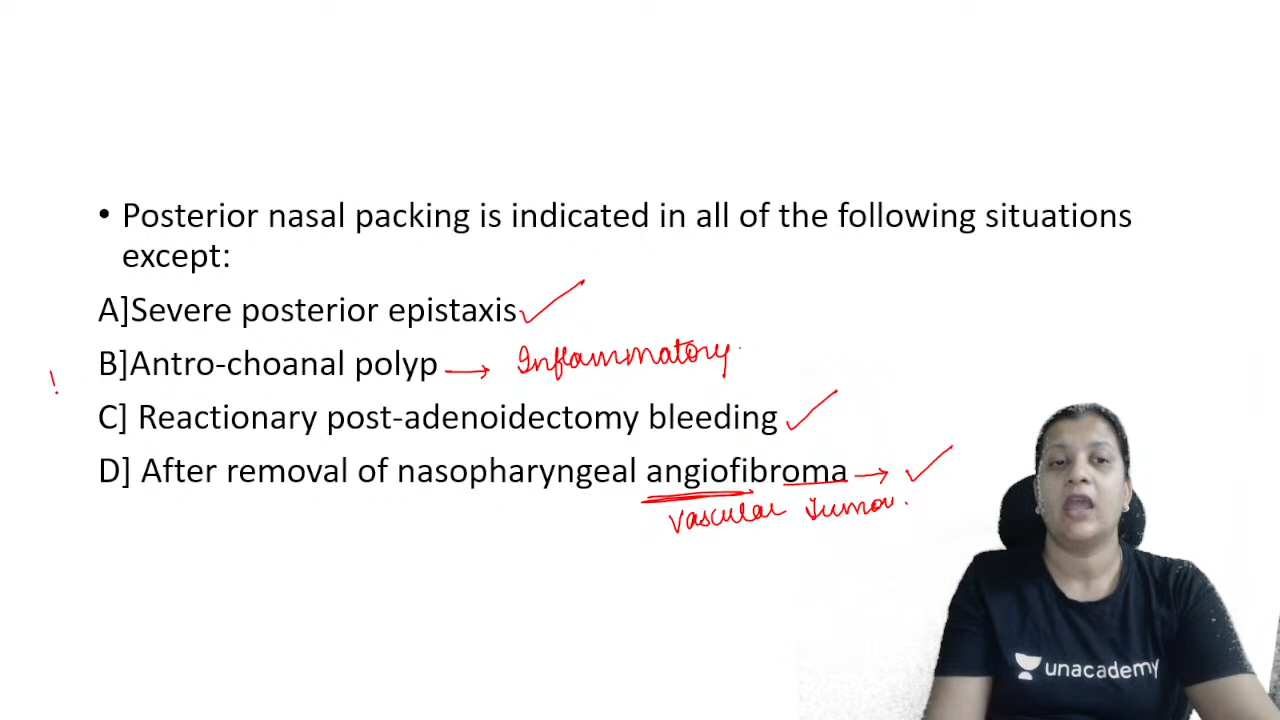 • Posterior nasal packing is indicated in all of the following situations
except:
A]Severe posterior epistaxis
B]Antro-choanal polyp → Inflammatory
C] Reactionary post-adenoidectomy bleeding
D] After removal of nasopharyngeal angiofibroma →
Vascular Tumour.
unacademy